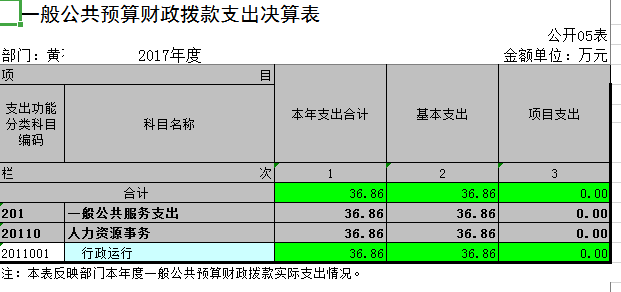 一般公共预算财政拨款支出决算表
公开05表
部门：黄 2017年度 金额单位：万元
项 目 本年支出合计 基本支出 项目支出
支出功能分类科目编码 科目名称
栏 次 1 2 3
合计 36.86 36.86 0.00
201 一般公共服务支出 36.86 36.86 0.00
20110 人力资源事务 36.86 36.86 0.00
2011001 行政运行 36.86 36.86 0.00
注：本表反映部门本年度一般公共预算财政拨款实际支出情况。